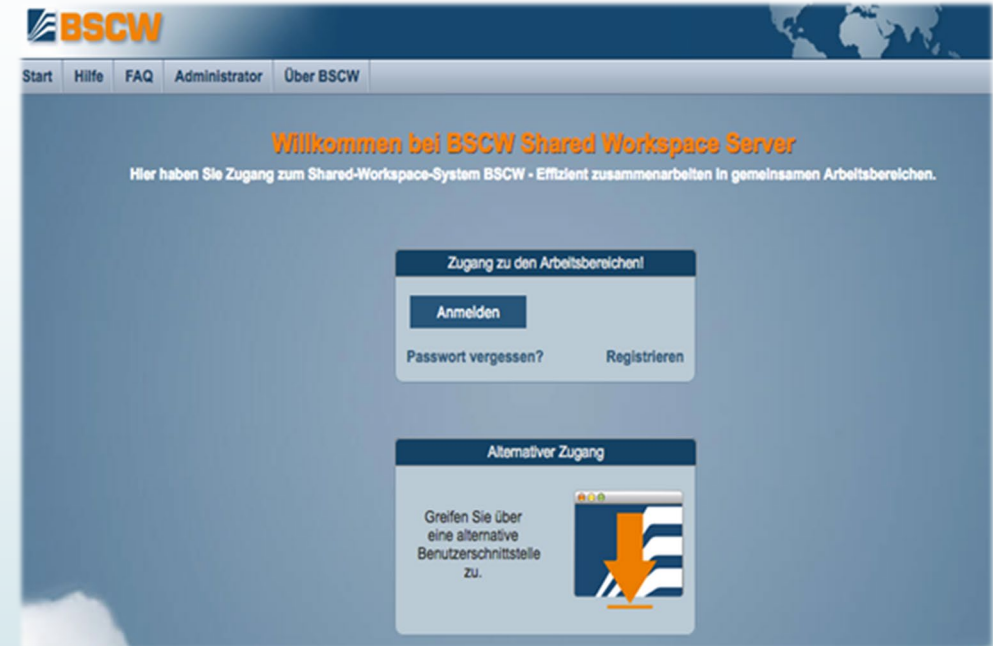 BSCW
Start Hilfe FAQ Administrator Über BSCW
Willkommen bei BSCW Shared Workspace Server
Hier haben Sie Zugang zum Shared-Workspace-System BSCW - Effizient zusammenarbeiten in gemeinsamen Arbeitsbereichen.
Zugang zu den Arbeitsbereichen!
Anmelden
Passwort vergessen? Registrieren
Alternativer Zugang
Greifen Sie über
eine alternative
Benutzerschnittstelle
zu.